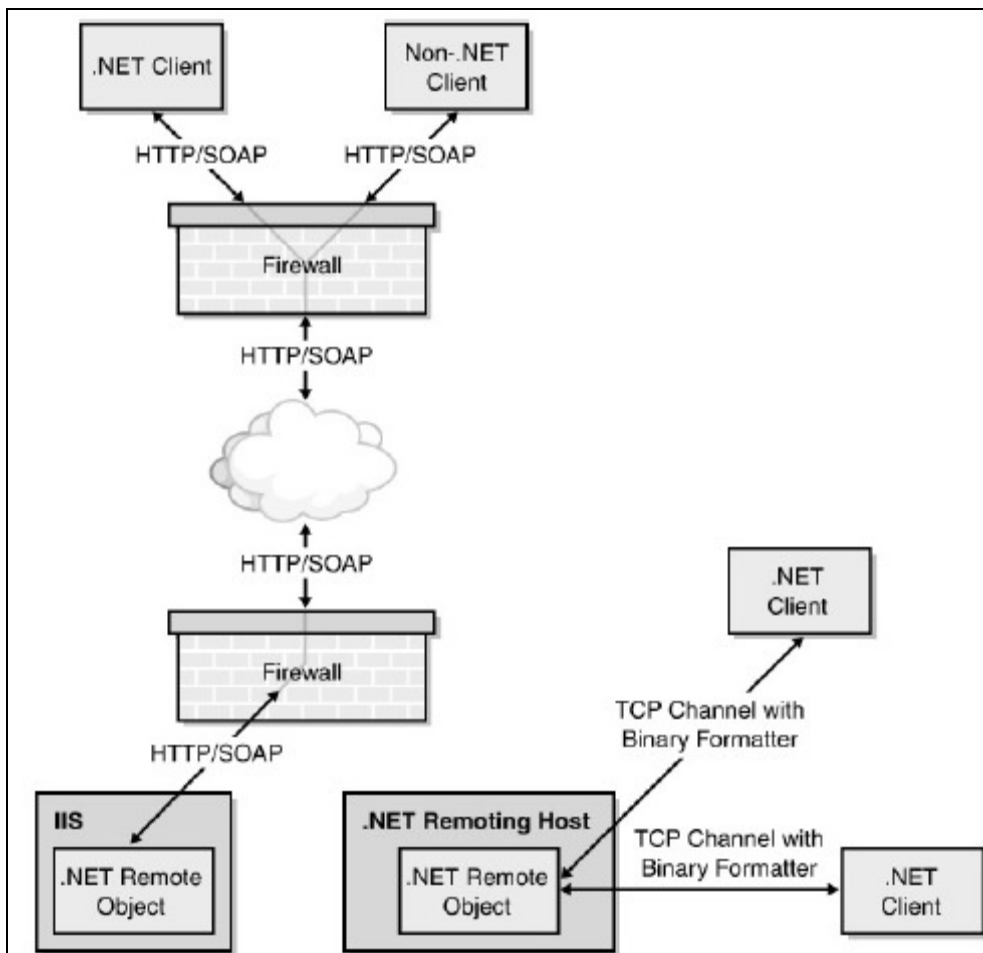 .NET Client
Non-.NET
Client
HTTP/SOAP
HTTP/SOAP
Firewall
HTTP/SOAP
HTTP/SOAP
Firewall
HTTP/SOAP
.NET
Client
TCP Channel with
Binary Formatter
IIS
.NET Remote
Object
.NET Remoting Host
.NET Remote
Object
TCP Channel with
Binary Formatter
.NET
Client